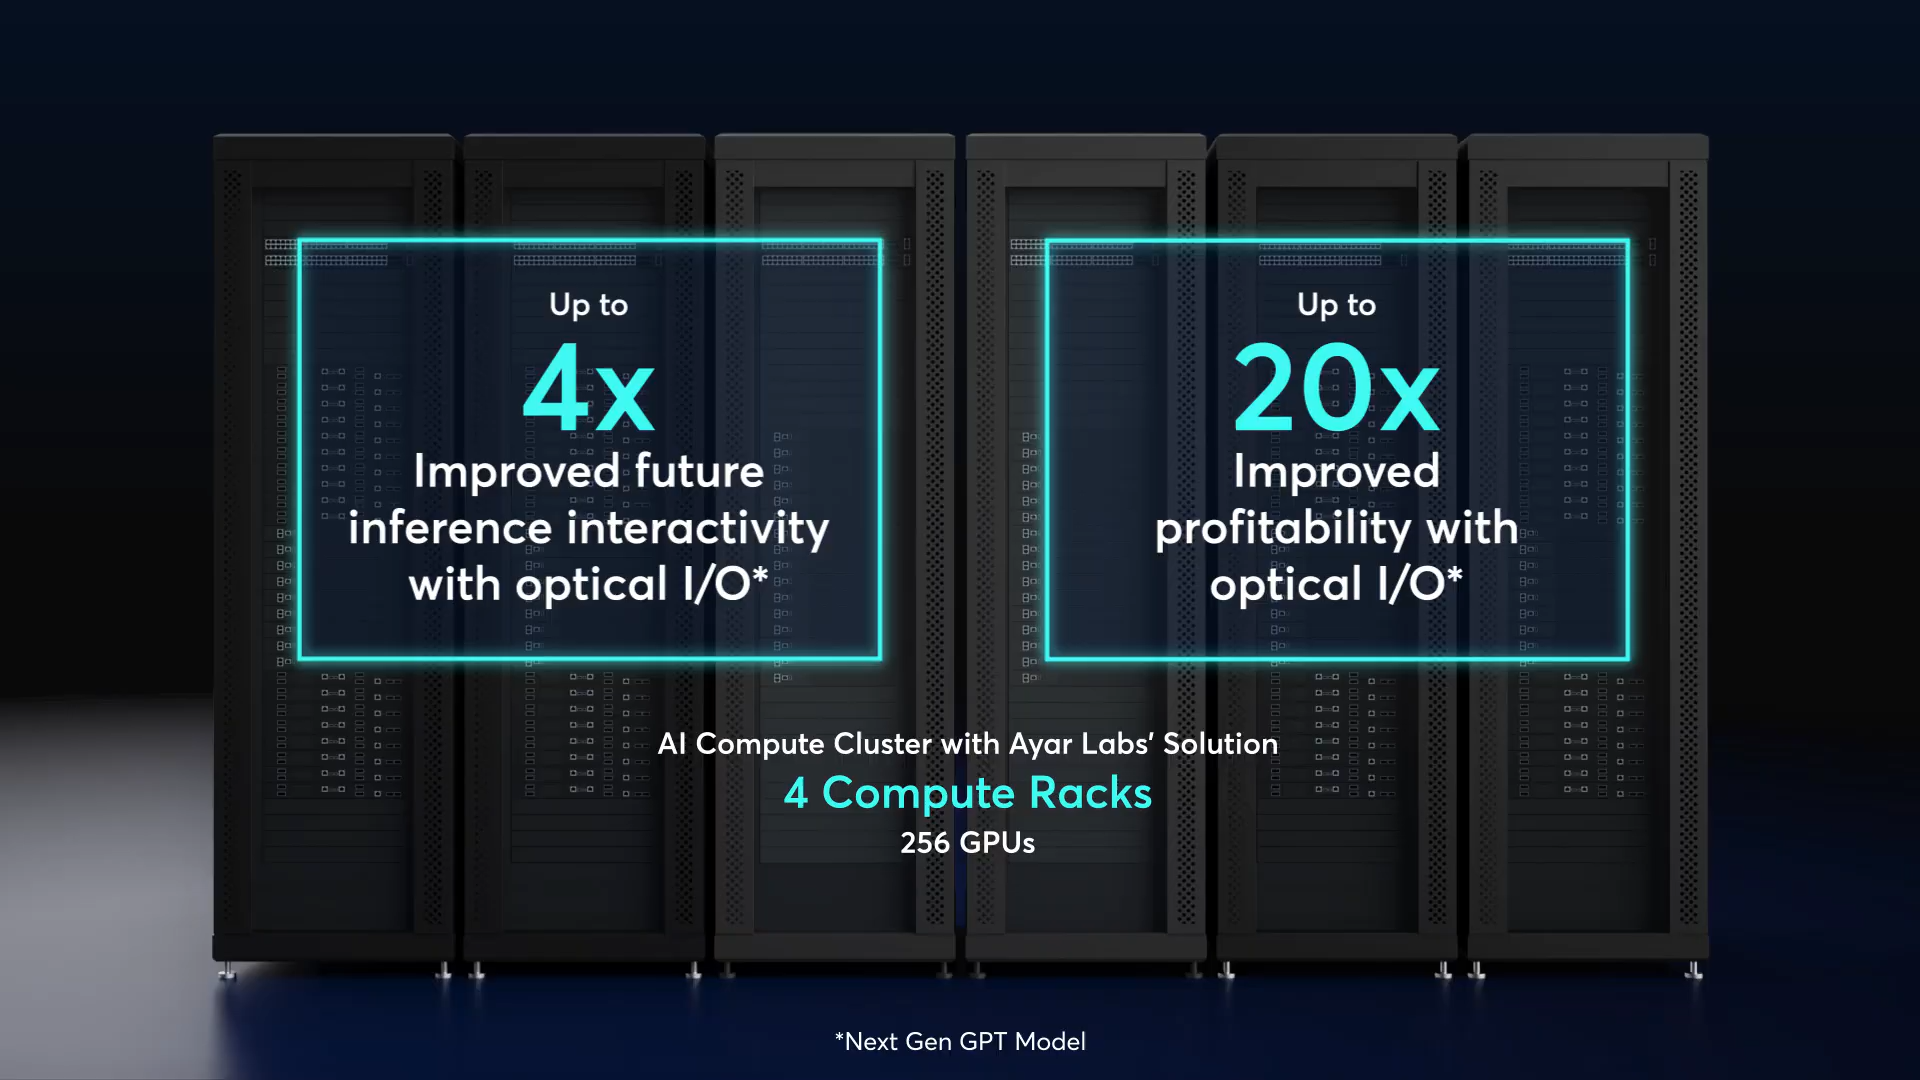 Up to
4x
Improved future
inference interactivity
with optical I/O*
Up to
20x
Improved
profitability with
optical I/O*
AI Compute Cluster with Ayar Labs’ Solution
4 Compute Racks
256 GPUs
*Next Gen GPT Model